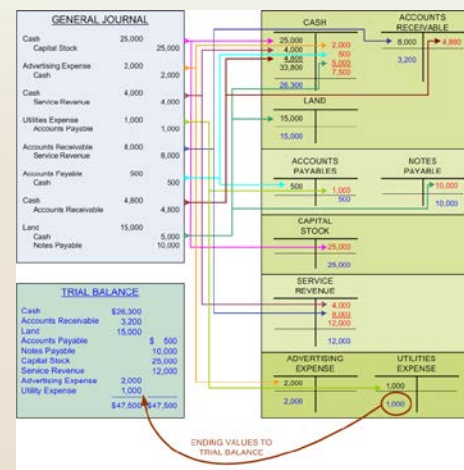 GENERAL JOURNAL
Cash 25,000
Capital Stock 25,000
Advertising Expense 2,000
Cash 2,000
Cash 4,000
Service Revenue 4,000
Utilities Expense 1,000
Accounts Payable 1,000
Accounts Receivable 8,000
Service Revenue 8,000
Accounts Payable 500
Cash 500
Cash 4,800
Accounts Receivable 4,800
Land 15,000
Cash 5,000
Notes Payable 10,000
TRIAL BALANCE
Cash $26,300
Accounts Receivable 3,200
Land 15,000
Accounts Payable $ 500
Notes Payable 10,000
Capital Stock 25,000
Service Revenue 12,000
Advertising Expense 2,000
Utility Expense 1,000
$47,500 $47,500
CASH
25,000
4,000 2,000
4,800 500
33,800 5,000
7,500
26,300
ACCOUNTS
RECEIVABLE
8,000 4,800
3,200
LAND
15,000
15,000
ACCOUNTS
PAYABLES
500 1,000
500
NOTES
PAYABLE
10,000
10,000
CAPITAL
STOCK
25,000
25,000
SERVICE
REVENUE
4,000
8,000
12,000
12,000
ADVERTISING
EXPENSE
2,000
2,000
UTILITIES
EXPENSE
1,000
1,000
ENDING VALUES TO
TRIAL BALANCE